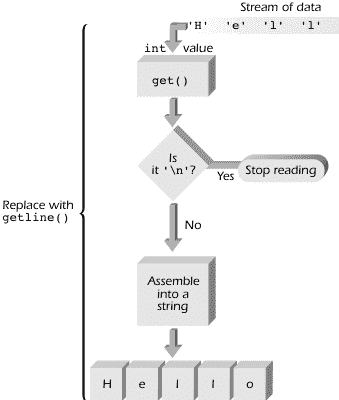 Stream of data
'H' 'e' 'l' 'l'
int value
get()
Is
it '\n'?
Yes
Stop reading
Replace with
getline()
No
Assemble
into a
string
H e l l o